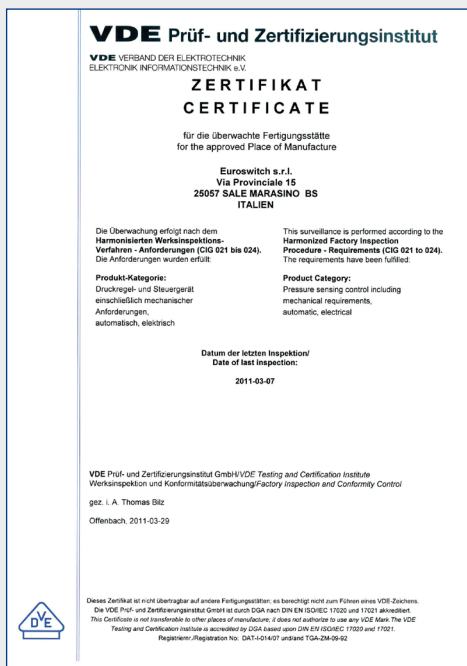 VDE Prüf- und Zertifizierungsinstitut
VDE VERBAND DER ELEKTROTECHNIK
ELEKTRONIK INFORMATIONSTECHNIK e.V.
ZERTIFIKAT
CERTIFICATE
für die überwachte Fertigungsstätte
for the approved Place of Manufacture
Euroswitch s.r.l.
Via Provinciale 15
25057 SALE MARASINO BS
ITALIEN
Die Überwachung erfolgt nach dem
Harmonisierten Werksinspektions-
Verfahren - Anforderungen (CIG 021 bis 024).
Die Anforderungen wurden erfüllt:
Produkt-Kategorie:
Druckregel- und Steuergerät
einschließlich mechanischer
Anforderungen,
automatisch, elektrisch
This surveillance is performed according to the
Harmonized Factory Inspection
Procedure - Requirements (CIG 021 to 024).
The requirements have been fulfilled:
Product Category:
Pressure sensing control including
mechanical requirements,
automatic, electrical
Datum der letzten Inspektion/
Date of last inspection:
2011-03-07
VDE Prüf- und Zertifizierungsinstitut GmbH/VDE Testing and Certification Institute
Werksinspektion und Konformitätsüberwachung/Factory Inspection and Conformity Control
gez. i. A. Thomas Bilz
Offenbach, 2011-03-29
Dieses Zertifikat ist nicht übertragbar auf andere Fertigungsstätten; es berechtigt nicht zum Führen eines VDE-Zeichens.
Die VDE Prüf- und Zertifizierungsinstitut GmbH ist durch DGA nach DIN EN ISO/IEC 17020 und 17021 akkreditiert.
This Certificate is not transferable to other places of manufacture; it does not authorize to use any VDE Mark.The VDE
Testing and Certification Institute is accredited by DGA based upon DIN EN ISO/IEC 17020 and 17021.
Registriernr./Registration No: DAT-I-014/07 und/and TGA-ZM-09-92
DVE